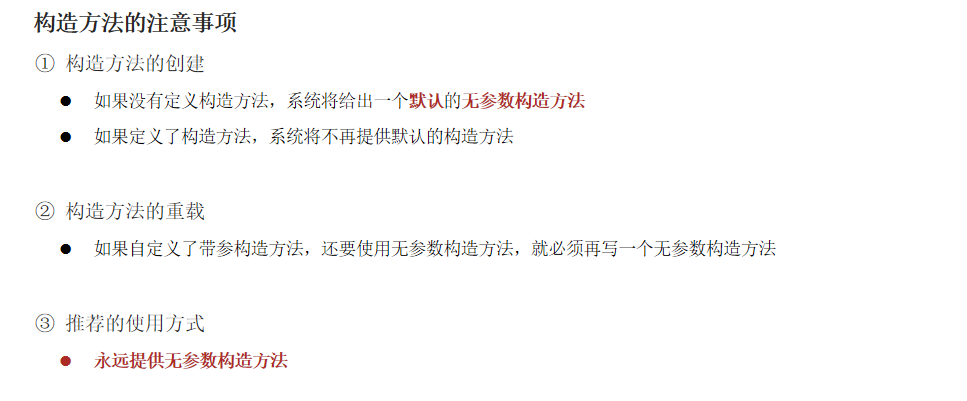 构造方法的注意事项
① 构造方法的创建
● 如果没有定义构造方法，系统将给出一个默认的无参数构造方法
● 如果定义了构造方法，系统将不再提供默认的构造方法
② 构造方法的重载
● 如果自定义了带参构造方法，还要使用无参数构造方法，就必须再写一个无参数构造方法
③ 推荐的使用方式
● 永远提供无参数构造方法